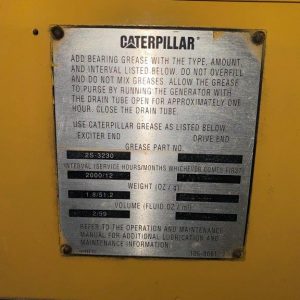 CATERPILLAR
ADD BEARING GREASE WITH THE TYPE, AMOUNT,
AND INTERVAL LISTED BELOW. DO NOT OVERFILL
AND DO NOT MIX GREASES. ALLOW THE GREASE
TO PURGE BY RUNNING THE GENERATOR WITH
THE DRAIN TUBE OPEN FOR APPROXIMATELY ONE
HOUR. CLOSE THE DRAIN TUBE.
USE CATERPILLAR GREASE AS LISTED BELOW.
EXCITER END DRIVE END
GREASE PART NO.
2S-3230
INTERVAL (SERVICE HOURS/MONTHS WHICHEVER COMES FIRST)
2000/12
WEIGHT (OZ / g)
1.8/51.2
VOLUME (FLUID OZ / ml)
2/59
REFER TO THE OPERATION AND MAINTENANCE
MANUAL FOR ADDITIONAL LUBRICATION AND
MAINTENANCE INFORMATION.